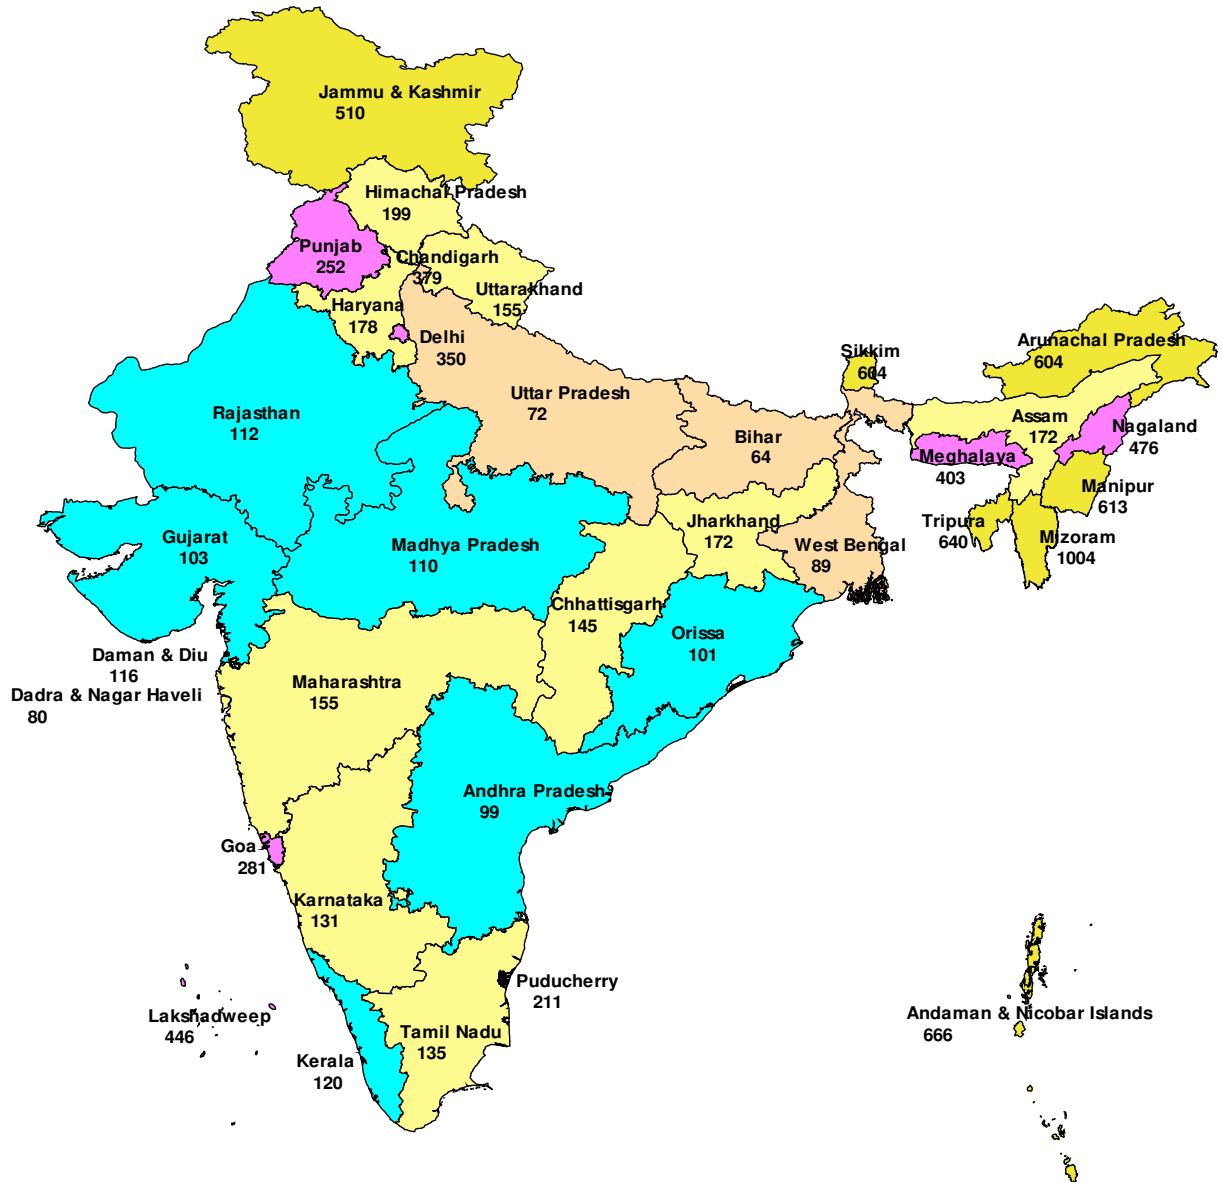 Jammu & Kashmir
510
Himachal Pradesh
199
Punjab
252
Chandigarh
379
Uttarakhand
155
Haryana
178
Delhi
350
Sikkim
604
Arunachal Pradesh
604
Uttar Pradesh
72
Rajasthan
112
Bihar
64
Assam
172
Nagaland
476
Meghalaya
403
Manipur
613
Tripura
640
Mizoram
1004
Gujarat
103
Madhya Pradesh
110
Jharkhand
172
West Bengal
89
Chhattisgarh
145
Orissa
101
Daman & Diu
116
Dadra & Nagar Haveli
80
Maharashtra
155
Andhra Pradesh
99
Goa
281
Karnataka
131
Puducherry
211
Lakshadweep
446
Tamil Nadu
135
Kerala
120
Andaman & Nicobar Islands
666